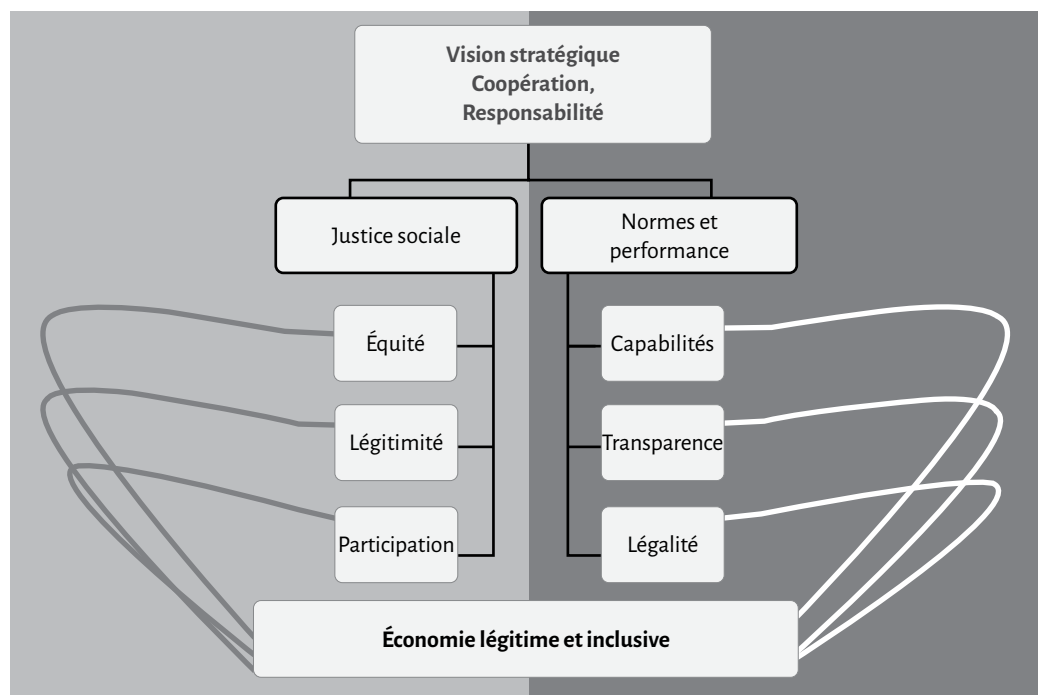 Vision stratégique
Coopération,
Responsabilité
Justice sociale
Normes et
performance
Équité
Capabilités
Légitimité
Transparence
Participation
Légalité
Économie légitime et inclusive